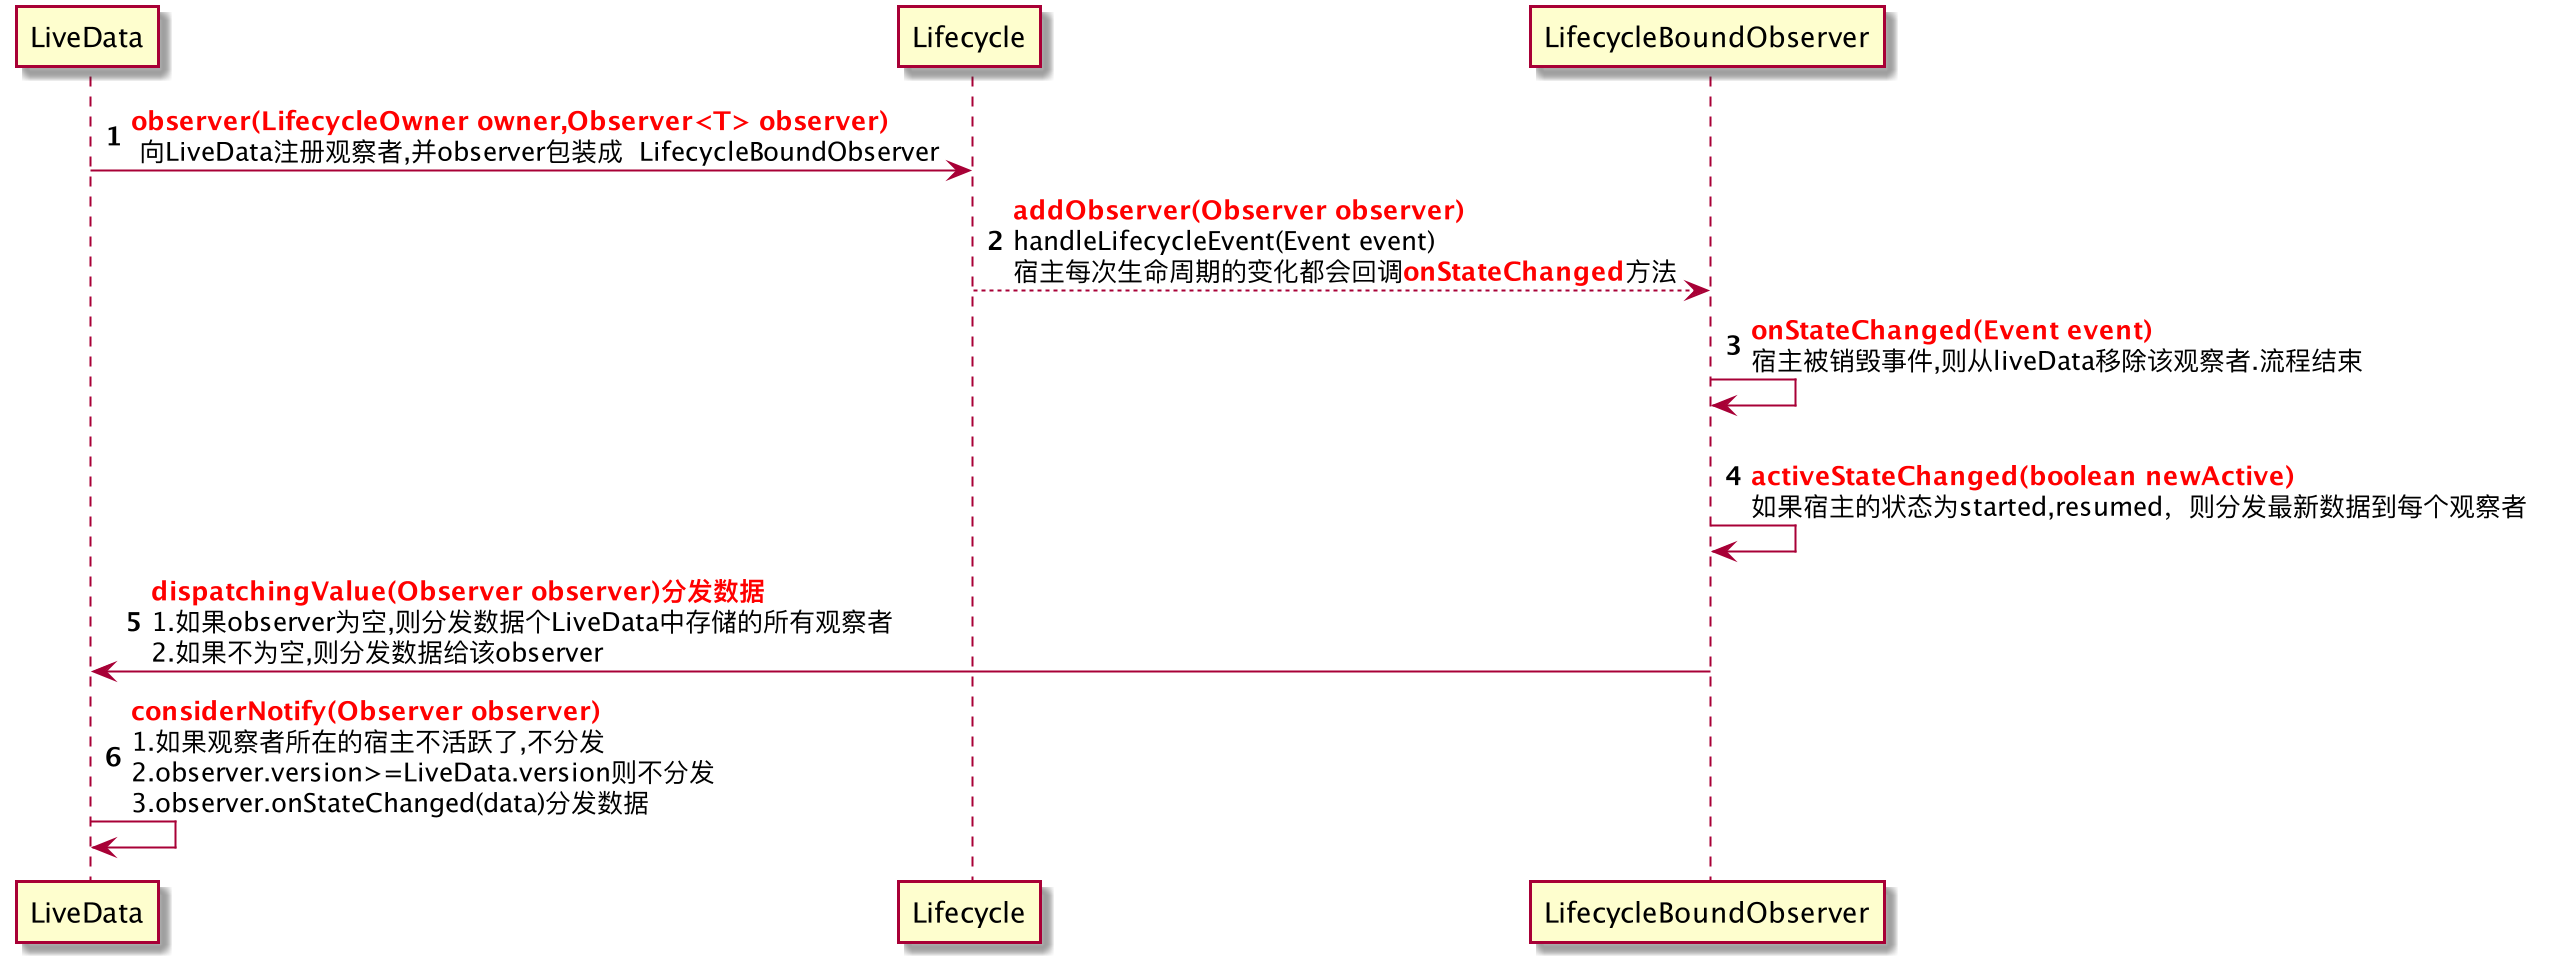 LiveData
Lifecycle
LifecycleBoundObserver
1 observer(LifecycleOwner owner,Observer<T> observer)
向LiveData注册观察者,并observer包装成 LifecycleBoundObserver
2 addObserver(Observer observer)
handleLifecycleEvent(Event event)
宿主每次生命周期的变化都会回调onStateChanged方法
3 onStateChanged(Event event)
宿主被销毁事件,则从liveData移除该观察者.流程结束
4 activeStateChanged(boolean newActive)
如果宿主的状态为started,resumed，则分发最新数据到每个观察者
5 dispatchingValue(Observer observer)分发数据
1.如果observer为空,则分发数据个LiveData中存储的所有观察者
2.如果不为空,则分发数据给该observer
6 considerNotify(Observer observer)
1.如果观察者所在的宿主不活跃了,不分发
2.observer.version>=LiveData.version则不分发
3.observer.onStateChanged(data)分发数据
LiveData
Lifecycle
LifecycleBoundObserver